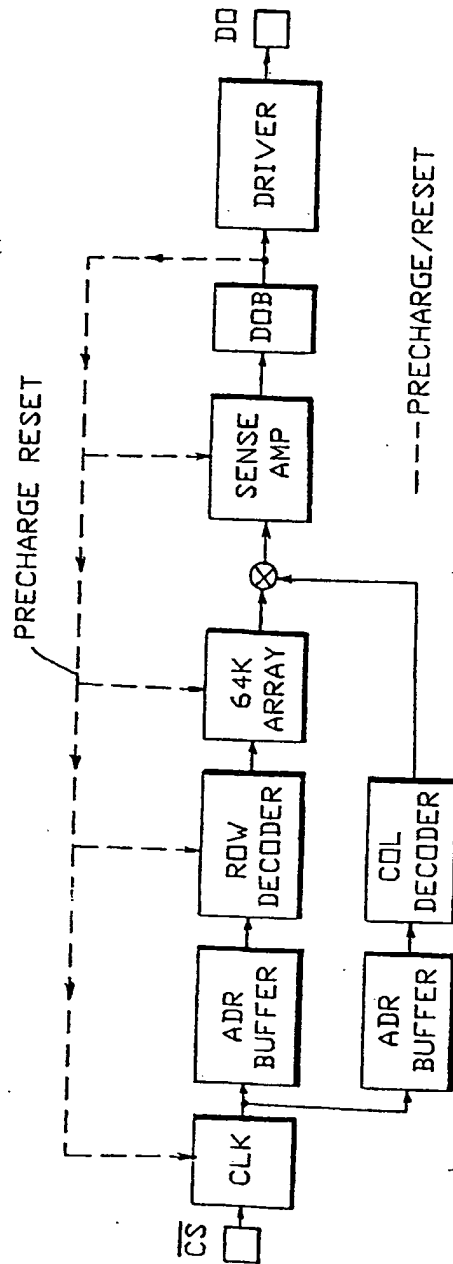 PRECHARGE RESET
CS
CLK
ADR
BUFFER
ROW
DECODER
64K
ARRAY
SENSE
AMP
DOB
DRIVER
DO
ADR
BUFFER
COL
DECODER
PRECHARGE/RESET